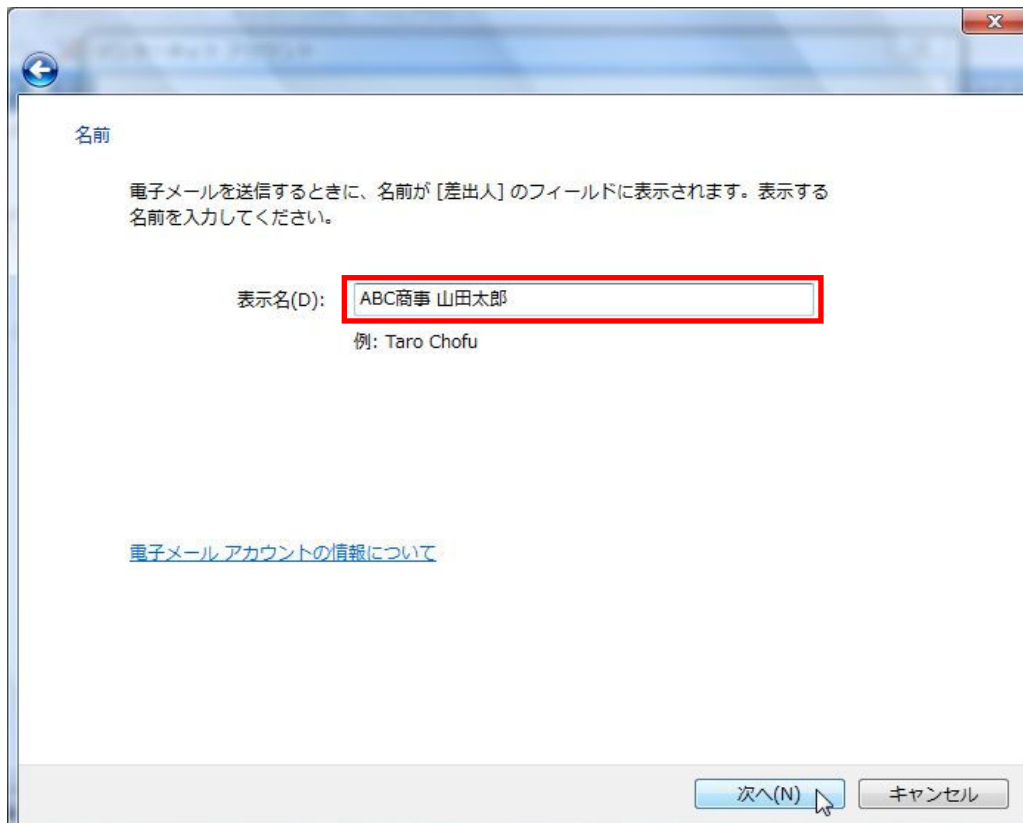 名前
電子メールを送信するときに、名前が [差出人] のフィールドに表示されます。表示する
名前を入力してください。
表示名(D): ABC商事 山田太郎
例: Taro Chofu
電子メール アカウントの情報について
次へ(N) キャンセル